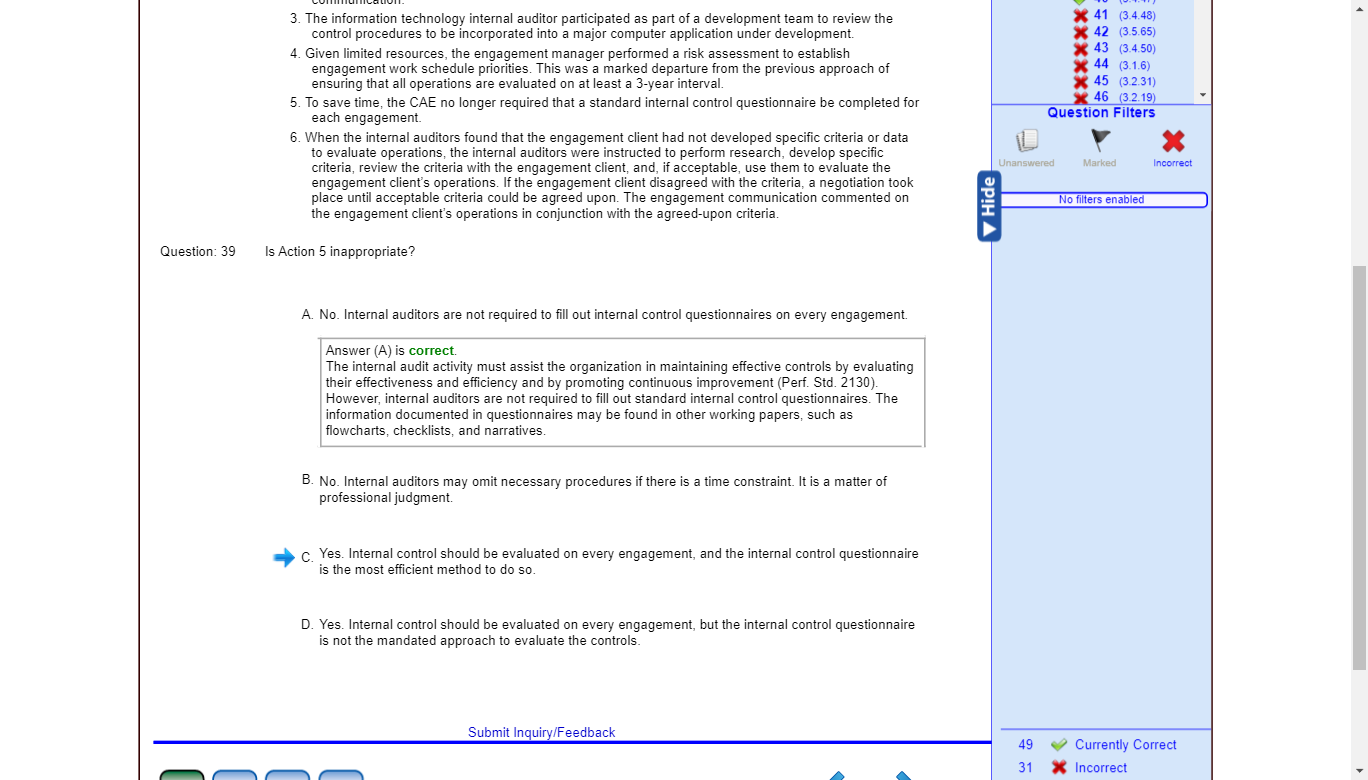 communication.
3. The information technology internal auditor participated as part of a development team to review the
control procedures to be incorporated into a major computer application under development.
4. Given limited resources, the engagement manager performed a risk assessment to establish
engagement work schedule priorities. This was a marked departure from the previous approach of
ensuring that all operations are evaluated on at least a 3-year interval.
5. To save time, the CAE no longer required that a standard internal control questionnaire be completed for
each engagement.
6. When the internal auditors found that the engagement client had not developed specific criteria or data
to evaluate operations, the internal auditors were instructed to perform research, develop specific
criteria, review the criteria with the engagement client, and, if acceptable, use them to evaluate the
engagement client's operations. If the engagement client disagreed with the criteria, a negotiation took
place until acceptable criteria could be agreed upon. The engagement communication commented on
the engagement client's operations in conjunction with the agreed-upon criteria.
Question: 39 Is Action 5 inappropriate?
A. No. Internal auditors are not required to fill out internal control questionnaires on every engagement.
Answer (A) is correct.
The internal audit activity must assist the organization in maintaining effective controls by evaluating
their effectiveness and efficiency and by promoting continuous improvement (Perf. Std. 2130).
However, internal auditors are not required to fill out standard internal control questionnaires. The
information documented in questionnaires may be found in other working papers, such as
flowcharts, checklists, and narratives.
B. No. Internal auditors may omit necessary procedures if there is a time constraint. It is a matter of
professional judgment.
C. Yes. Internal control should be evaluated on every engagement, and the internal control questionnaire
is the most efficient method to do so.
D. Yes. Internal control should be evaluated on every engagement, but the internal control questionnaire
is not the mandated approach to evaluate the controls.
Submit Inquiry/Feedback
40 (3.4.47)
41 (3.4.48)
42 (3.5.65)
43 (3.4.50)
44 (3.1.6)
45 (3.2.31)
46 (3.2.19)
Question Filters
Unanswered Marked Incorrect
No filters enabled
Hide
49 Currently Correct
31 Incorrect